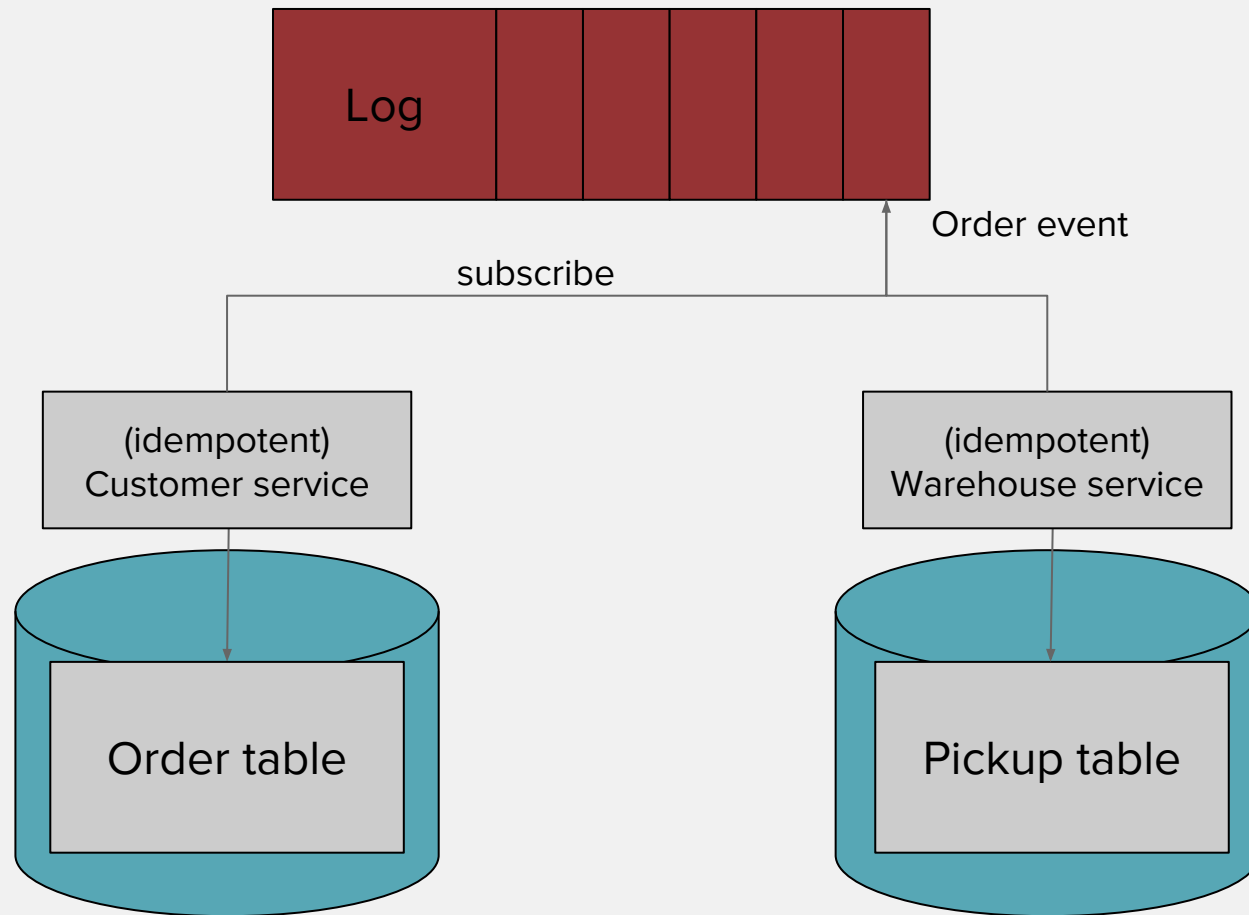 Log
Order event
subscribe
(idempotent)
Customer service
(idempotent)
Warehouse service
Order table
Pickup table